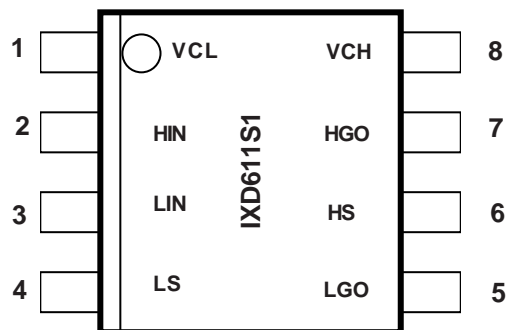 1 VCL VCH 8
2 HIN HGO 7
IXD611S1
3 LIN HS 6
4 LS LGO 5